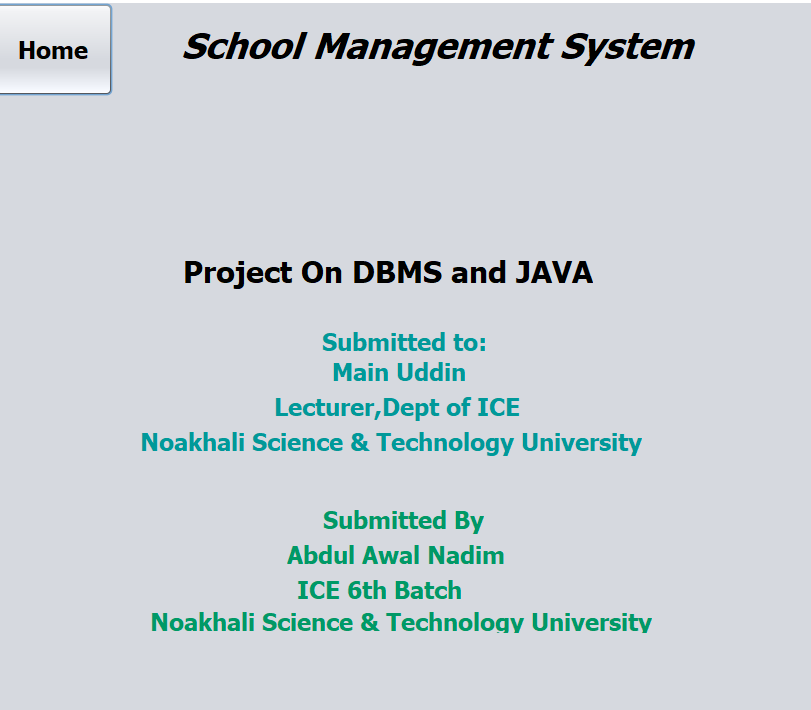 Home
School Management System
Project On DBMS and JAVA
Submitted to:
Main Uddin
Lecturer,Dept of ICE
Noakhali Science & Technology University
Submitted By
Abdul Awal Nadim
ICE 6th Batch
Noakhali Science & Technology University